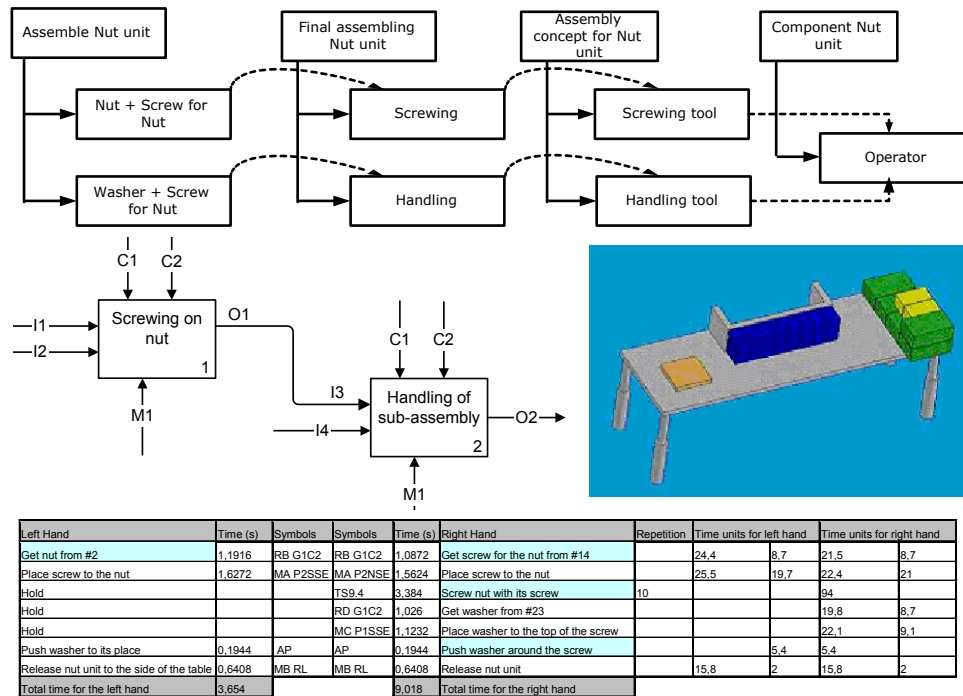 Assemble Nut unit
Final assembling
Nut unit
Assembly
concept for Nut
unit
Component Nut
unit
Nut + Screw for
Nut
Screwing
Screwing tool
Operator
Washer + Screw
for Nut
Handling
Handling tool
C1 C2
I1
I2
Screwing on
nut
1
O1
M1
C1 C2
I3
I4
Handling of
sub-assembly
2
O2
M1
Left Hand Time (s) Symbols Symbols Time (s) Right Hand Repetition Time units for left hand Time units for right hand
Get nut from #2 1,1916 RB G1C2 RB G1C2 1,0872 Get screw for the nut from #14 24,4 8,7 21,5 8,7
Place screw to the nut 1,6272 MA P2SSE MA P2NSE 1,5624 Place screw to the nut 25,5 19,7 22,4 21
Hold TS9.4 3,384 Screw nut with its screw 10 94
Hold RD G1C2 1,026 Get washer from #23 19,8 8,7
Hold MC P1SSE 1,1232 Place washer to the top of the screw 22,1 9,1
Push washer to its place 0,1944 AP AP 0,1944 Push washer around the screw 5,4 5,4
Release nut unit to the side of the table 0,6408 MB RL MB RL 0,6408 Release nut unit 15,8 2 15,8 2
Total time for the left hand 3,654 9,018 Total time for the right hand